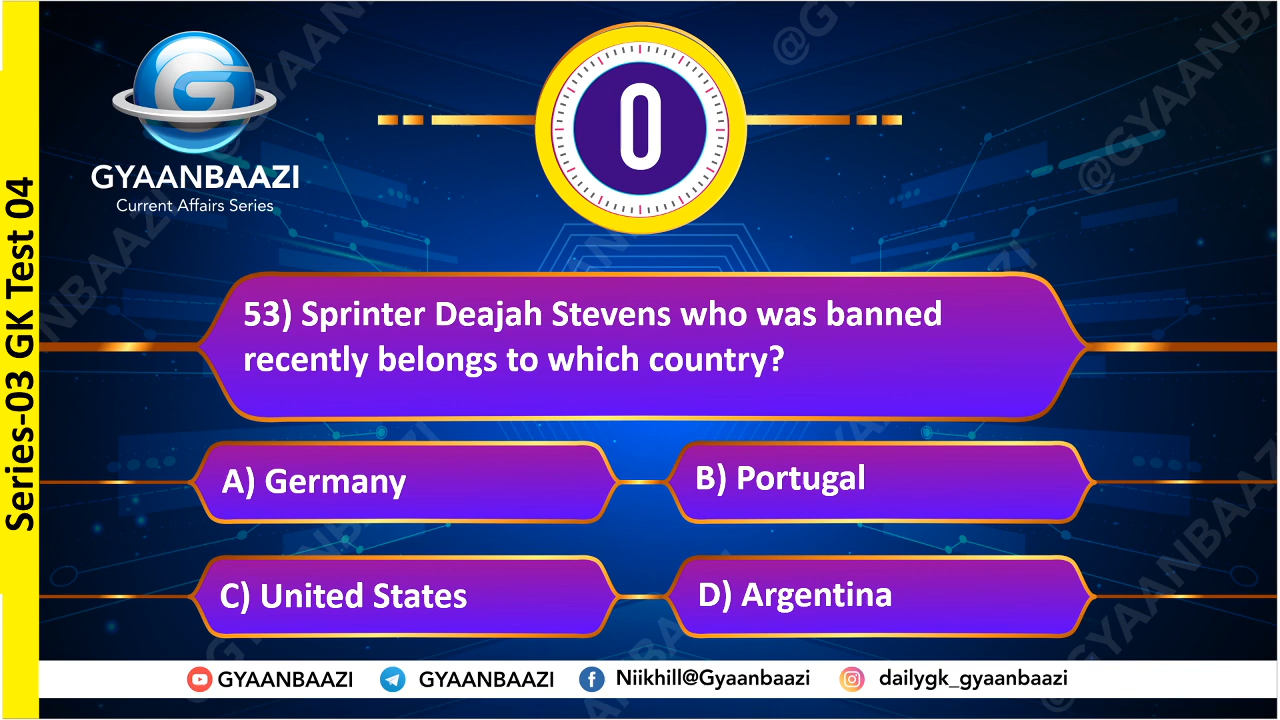 Series-03 GK Test 04
GYAANBAAZI
Current Affairs Series
0
53) Sprinter Deajah Stevens who was banned
recently belongs to which country?
A) Germany
B) Portugal
C) United States
D) Argentina
GYAANBAAZI
GYAANBAAZI
Niikhill@Gyaanbaazi
dailygk_gyaanbaazi
@GYAANBAAZI